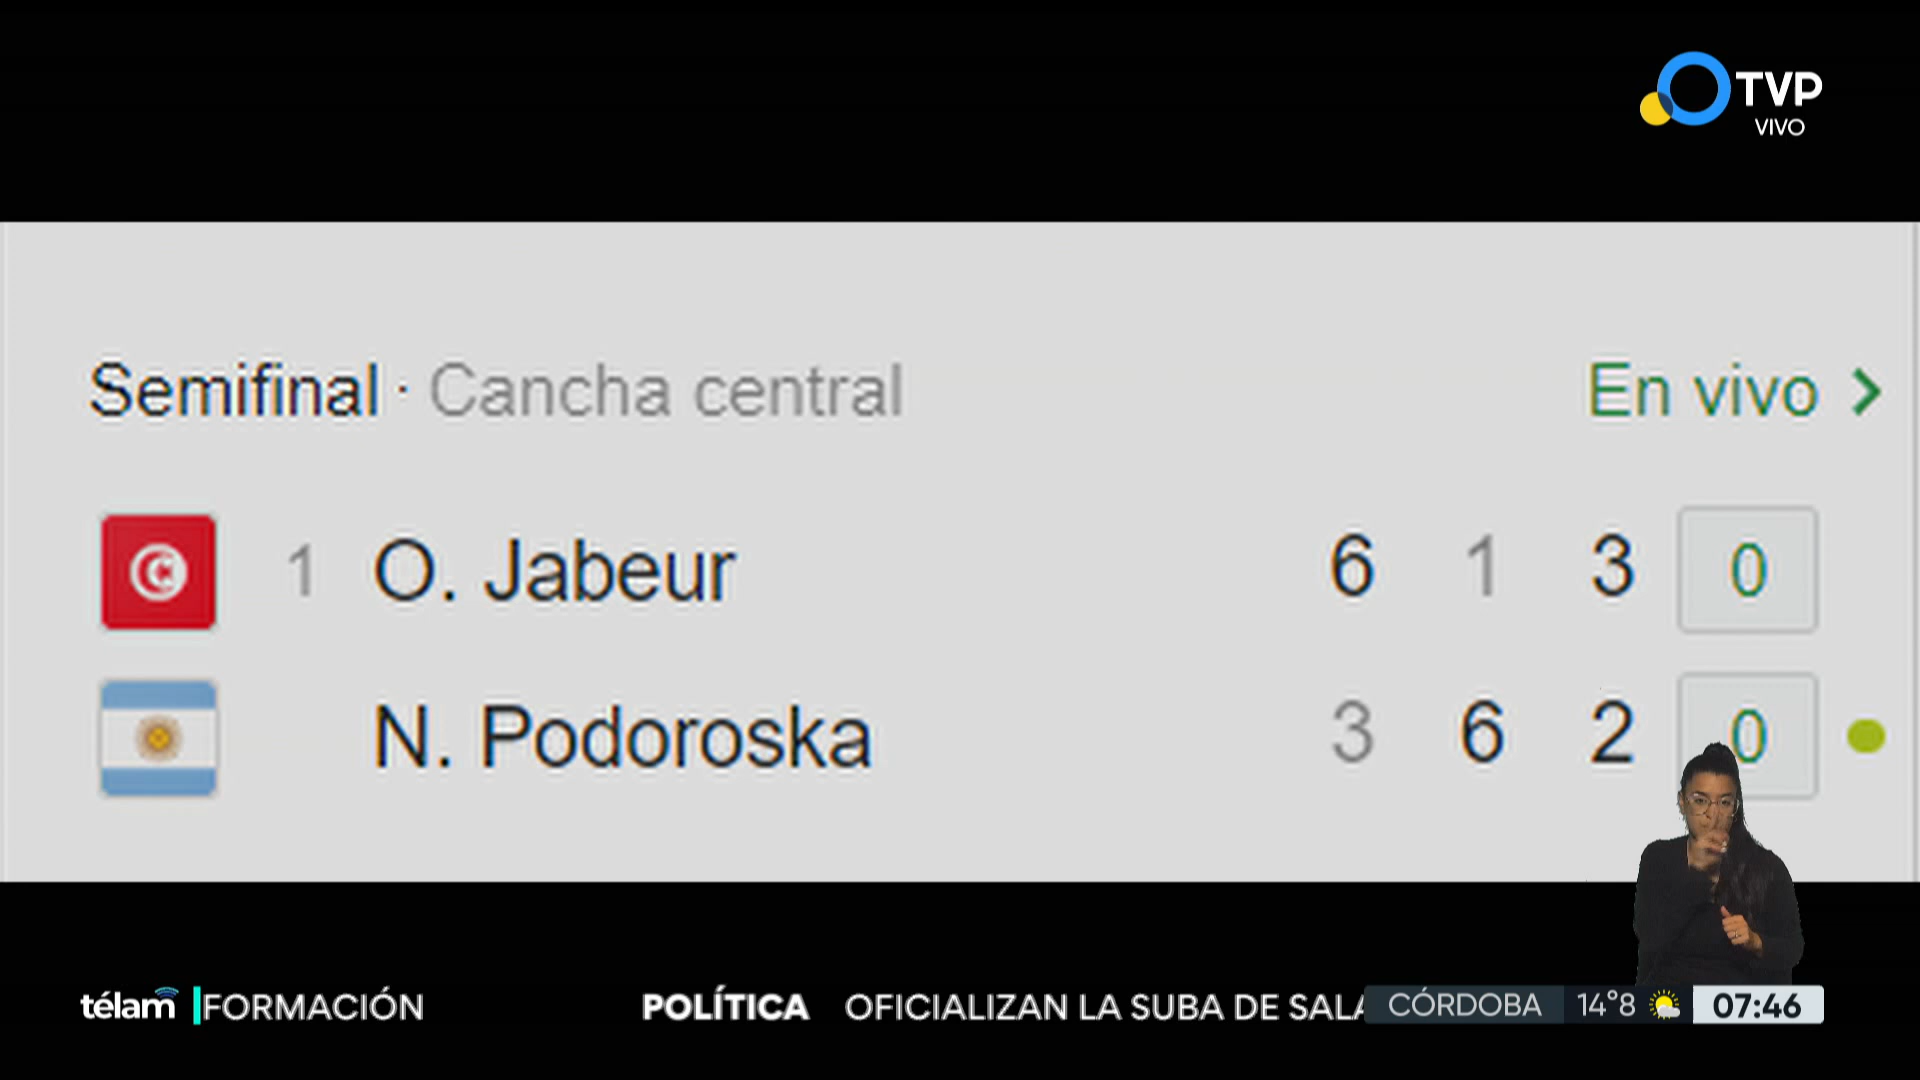 TVP
VIVO
Semifinal · Cancha central
En vivo >
1 O. Jabeur 6 1 3 0
N. Podoroska 3 6 2 0
télam FORMACIÓN POLÍTICA OFICIALIZAN LA SUBA DE SALA CÓRDOBA 14°8 07:46